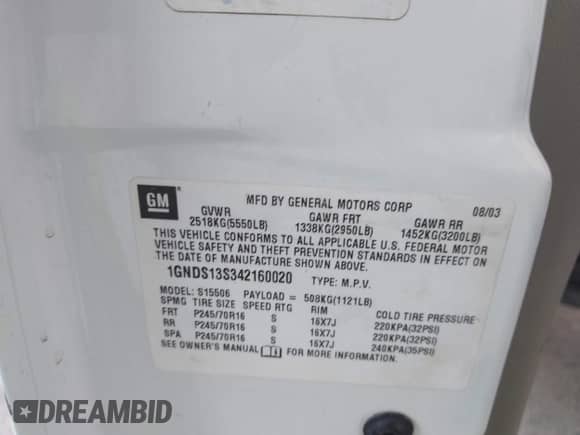 GM
®
MFD BY GENERAL MOTORS CORP 08/03
GVWR GAWR FRT GAWR RR
2518KG(5550LB) 1338KG(2950LB) 1452KG(3200LB)
THIS VEHICLE CONFORMS TO ALL APPLICABLE U.S. FEDERAL MOTOR
VEHICLE SAFETY AND THEFT PREVENTION STANDARDS IN EFFECT ON
THE DATE OF MANUFACTURE SHOWN ABOVE.
1GNDS13S342160020 TYPE: M.P.V.
MODEL: S15506 PAYLOAD = 508KG(1121LB)
SPMG TIRE SIZE SPEED RTG RIM COLD TIRE PRESSURE
FRT P245/70R16 S 16X7J 220KPA(32PSI)
RR P245/70R16 S 16X7J 220KPA(32PSI)
SPA P245/70R16 S 16X7J 240KPA(35PSI)
SEE OWNER'S MANUAL FOR MORE INFORMATION.
DREAMBID